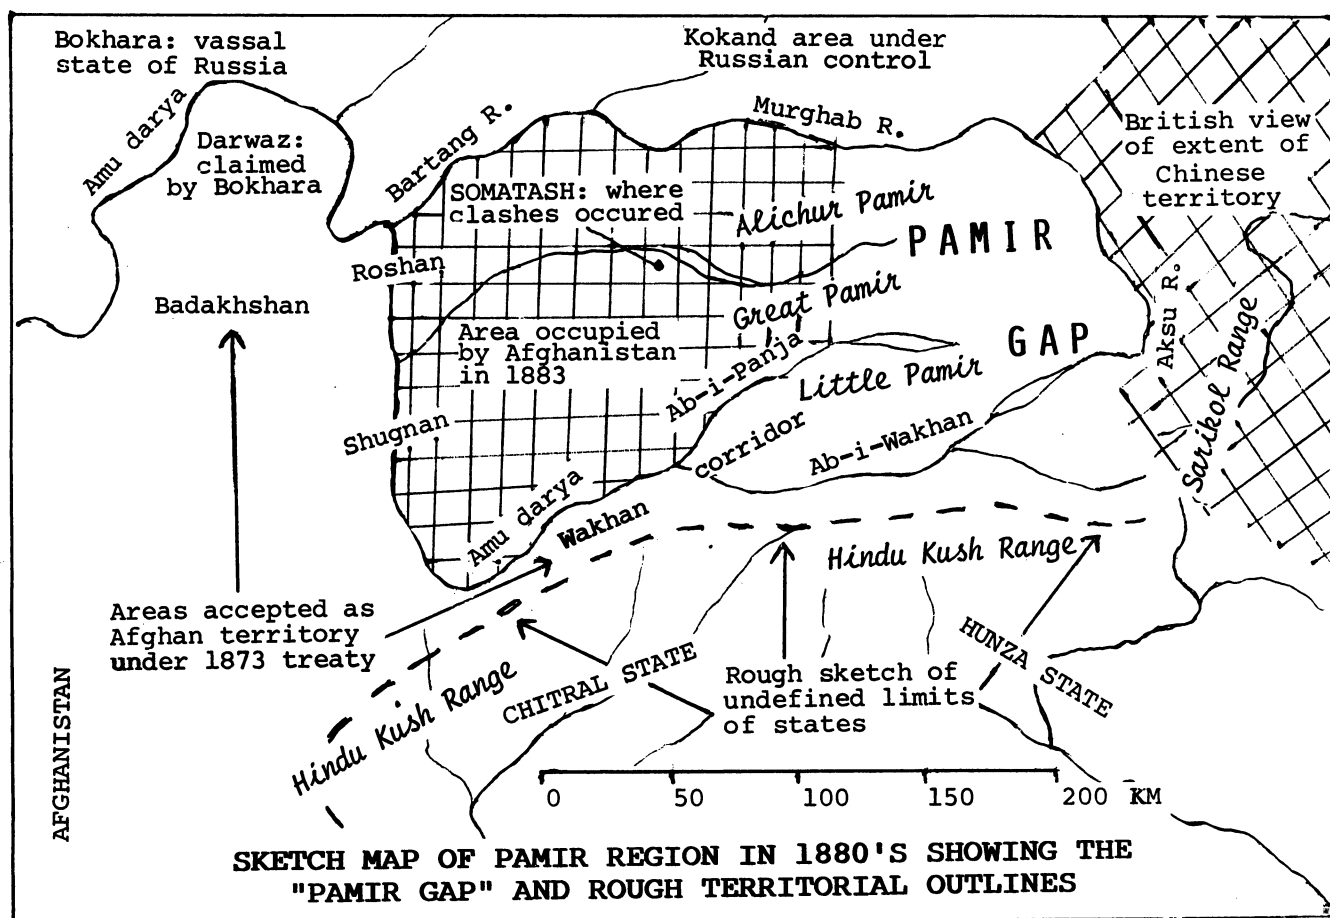 Bokhara: vassal
state of Russia
Kokand area under
Russian control
Amu darya
Darwaz:
claimed
by Bokhara
Bartang R.
Murghab R.
British view
of extent of
Chinese
territory
SOMATASH: where
clashes occured
Alichur Pamir
PAMIR
Roshan
Badakhshan
Great Pamir
Aksu R.
GAP
Area occupied
by Afghanistan
in 1883
Ab-i-Panja
Little Pamir
Sarikol Range
Shugnan
corridor
Ab-i-Wakhan
Amu darya
Wakhan
Hindu Kush Range
Areas accepted as
Afghan territory
under 1873 treaty
HUNZA STATE
CHITRAL STATE
Rough sketch of
undefined limits
of states
Hindu Kush Range
AFGHANISTAN
0 50 100 150 200 KM
SKETCH MAP OF PAMIR REGION IN 1880'S SHOWING THE
"PAMIR GAP" AND ROUGH TERRITORIAL OUTLINES